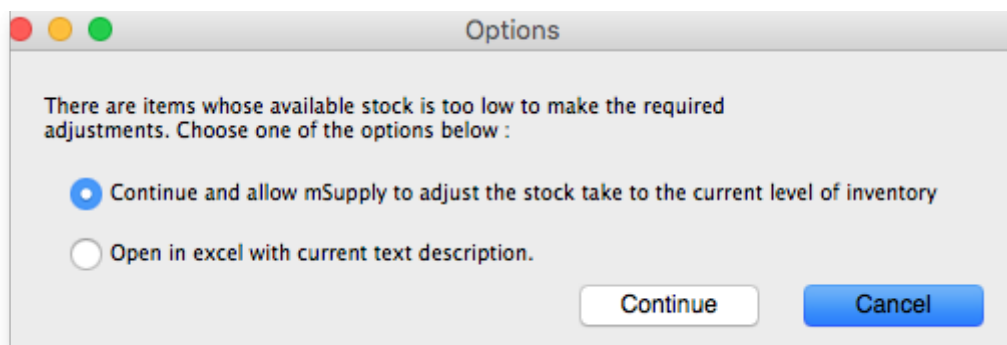 Options
There are items whose available stock is too low to make the required
adjustments. Choose one of the options below :
Continue and allow mSupply to adjust the stock take to the current level of inventory
Open in excel with current text description.
Continue
Cancel